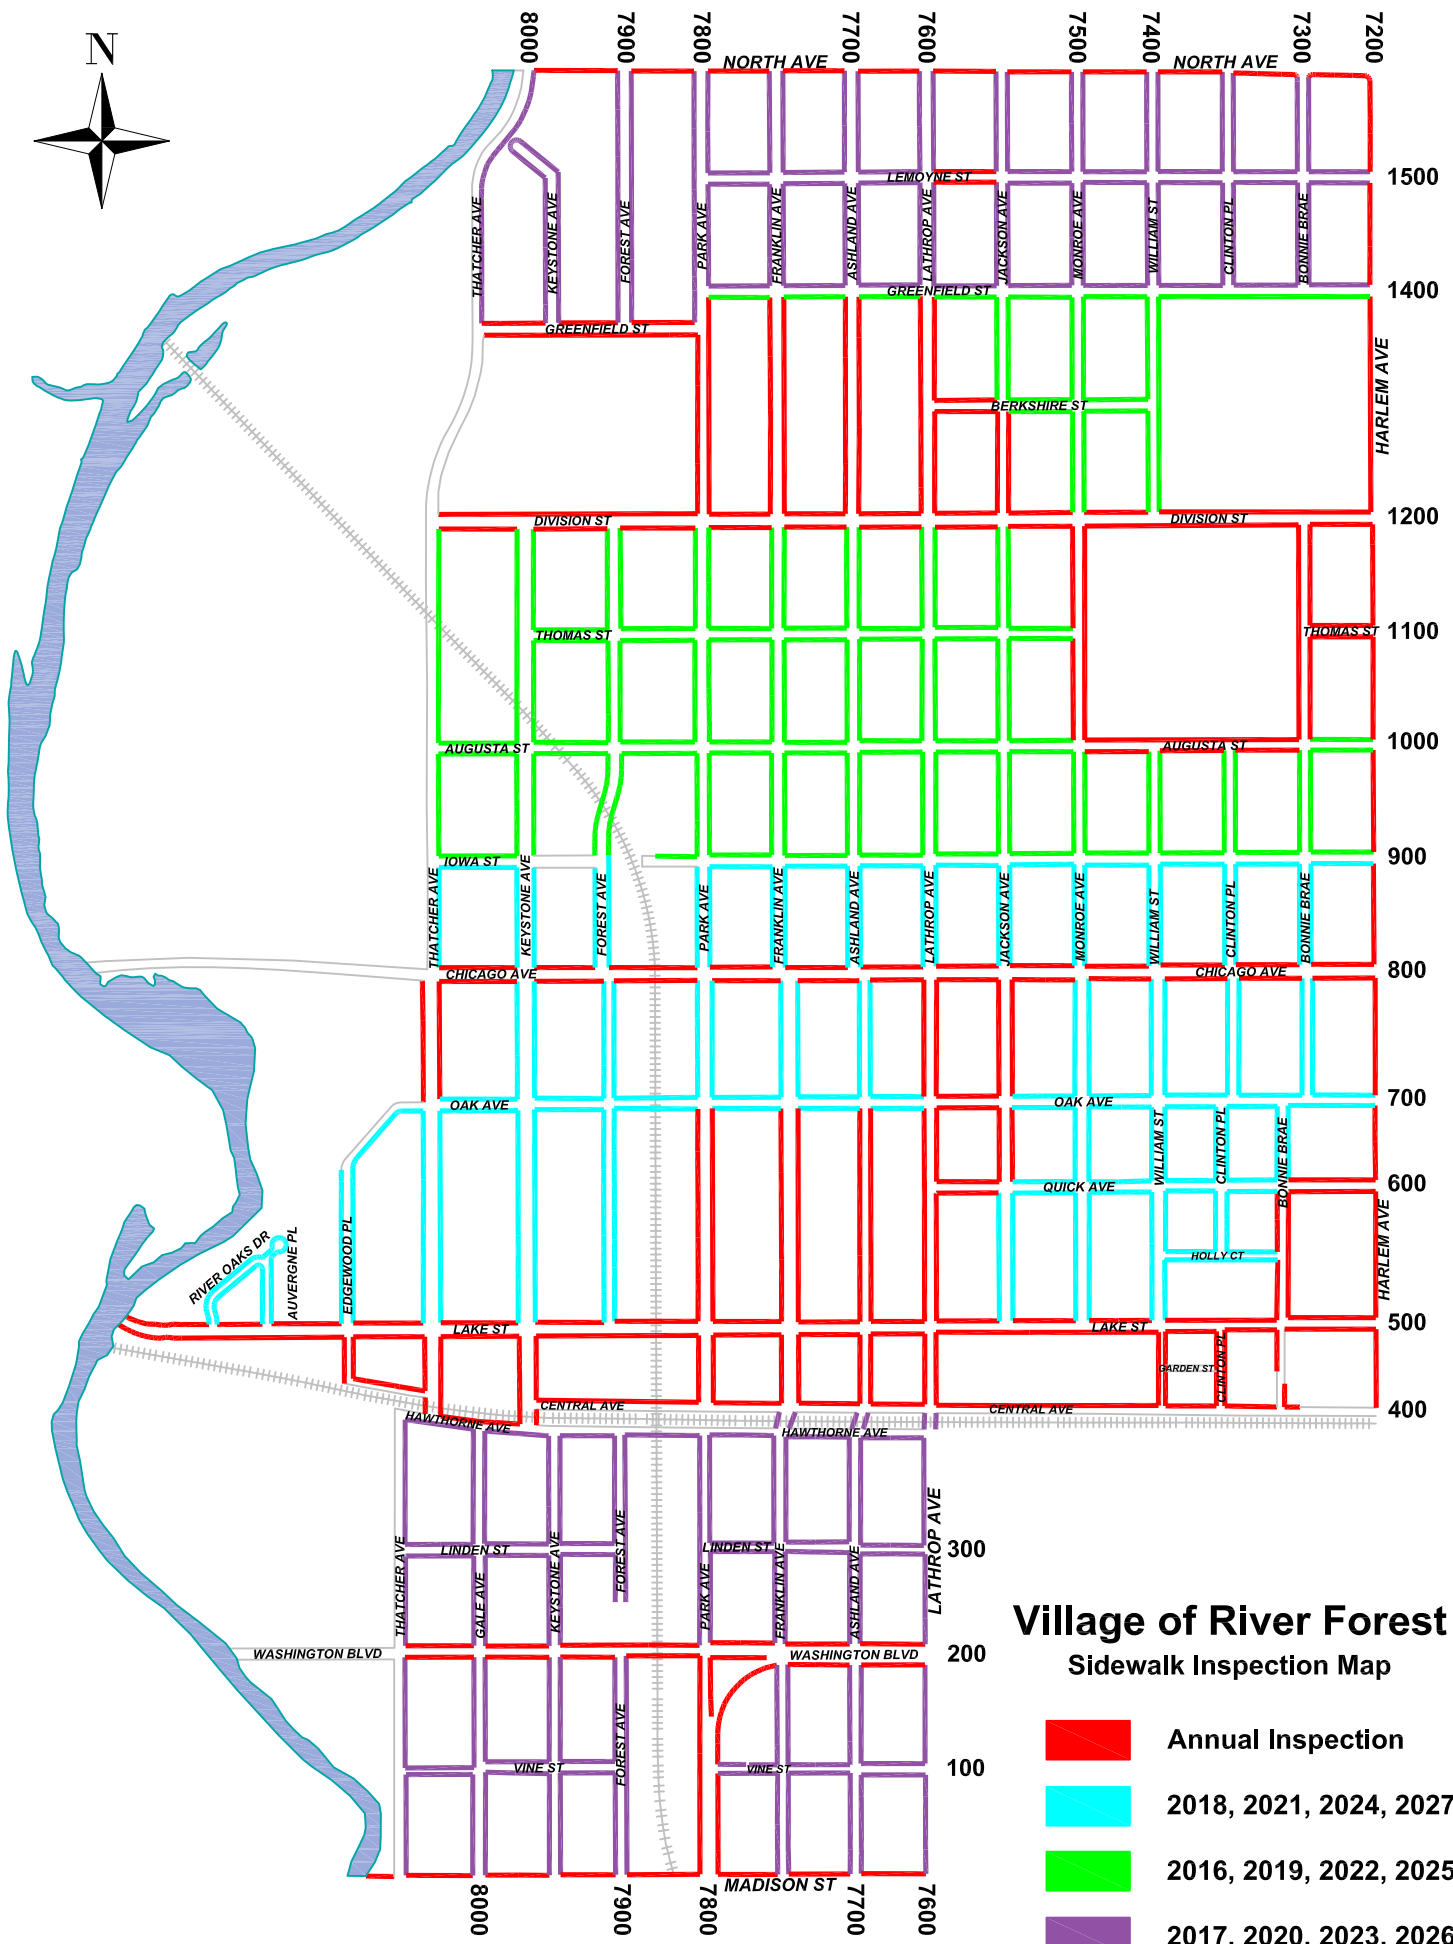 8000 7900 7800 7700 7600 7500 7400 7300 7200
N
NORTH AVE NORTH AVE
LEMOYNE ST
1500
THATCHER AVE KEYSTONE AVE FOREST AVE PARK AVE FRANKLIN AVE ASHLAND AVE LATHROP AVE JACKSON AVE MONROE AVE WILLIAM ST CLINTON PL BONNIE BRAE
GREENFIELD ST
1400
GREENFIELD ST
HARLEM AVE
BERKSHIRE ST
DIVISION ST DIVISION ST
1200
THOMAS ST THOMAS ST
1100
AUGUSTA ST AUGUSTA ST
1000
IOWA ST
900
THATCHER AVE KEYSTONE AVE FOREST AVE PARK AVE FRANKLIN AVE ASHLAND AVE LATHROP AVE JACKSON AVE MONROE AVE WILLIAM ST CLINTON PL BONNIE BRAE
CHICAGO AVE CHICAGO AVE
800
OAK AVE OAK AVE
700
WILLIAM ST CLINTON PL BONNIE BRAE
QUICK AVE
600
RIVER OAKS DR AUVERGNE PL EDGEWOOD PL
HOLLY CT
HARLEM AVE
LAKE ST LAKE ST
500
GARDEN ST CLINTON PL
CENTRAL AVE CENTRAL AVE
400
HAWTHORNE AVE HAWTHORNE AVE
LINDEN ST LINDEN ST
300
THATCHER AVE GALE AVE KEYSTONE AVE FOREST AVE PARK AVE FRANKLIN AVE ASHLAND AVE LATHROP AVE
WASHINGTON BLVD WASHINGTON BLVD
200
FOREST AVE
VINE ST VINE ST
100
MADISON ST
8000 7900 7800 7700 7600
Village of River Forest
Sidewalk Inspection Map
Annual Inspection
2018, 2021, 2024, 2027
2016, 2019, 2022, 2025
2017, 2020, 2023, 2026